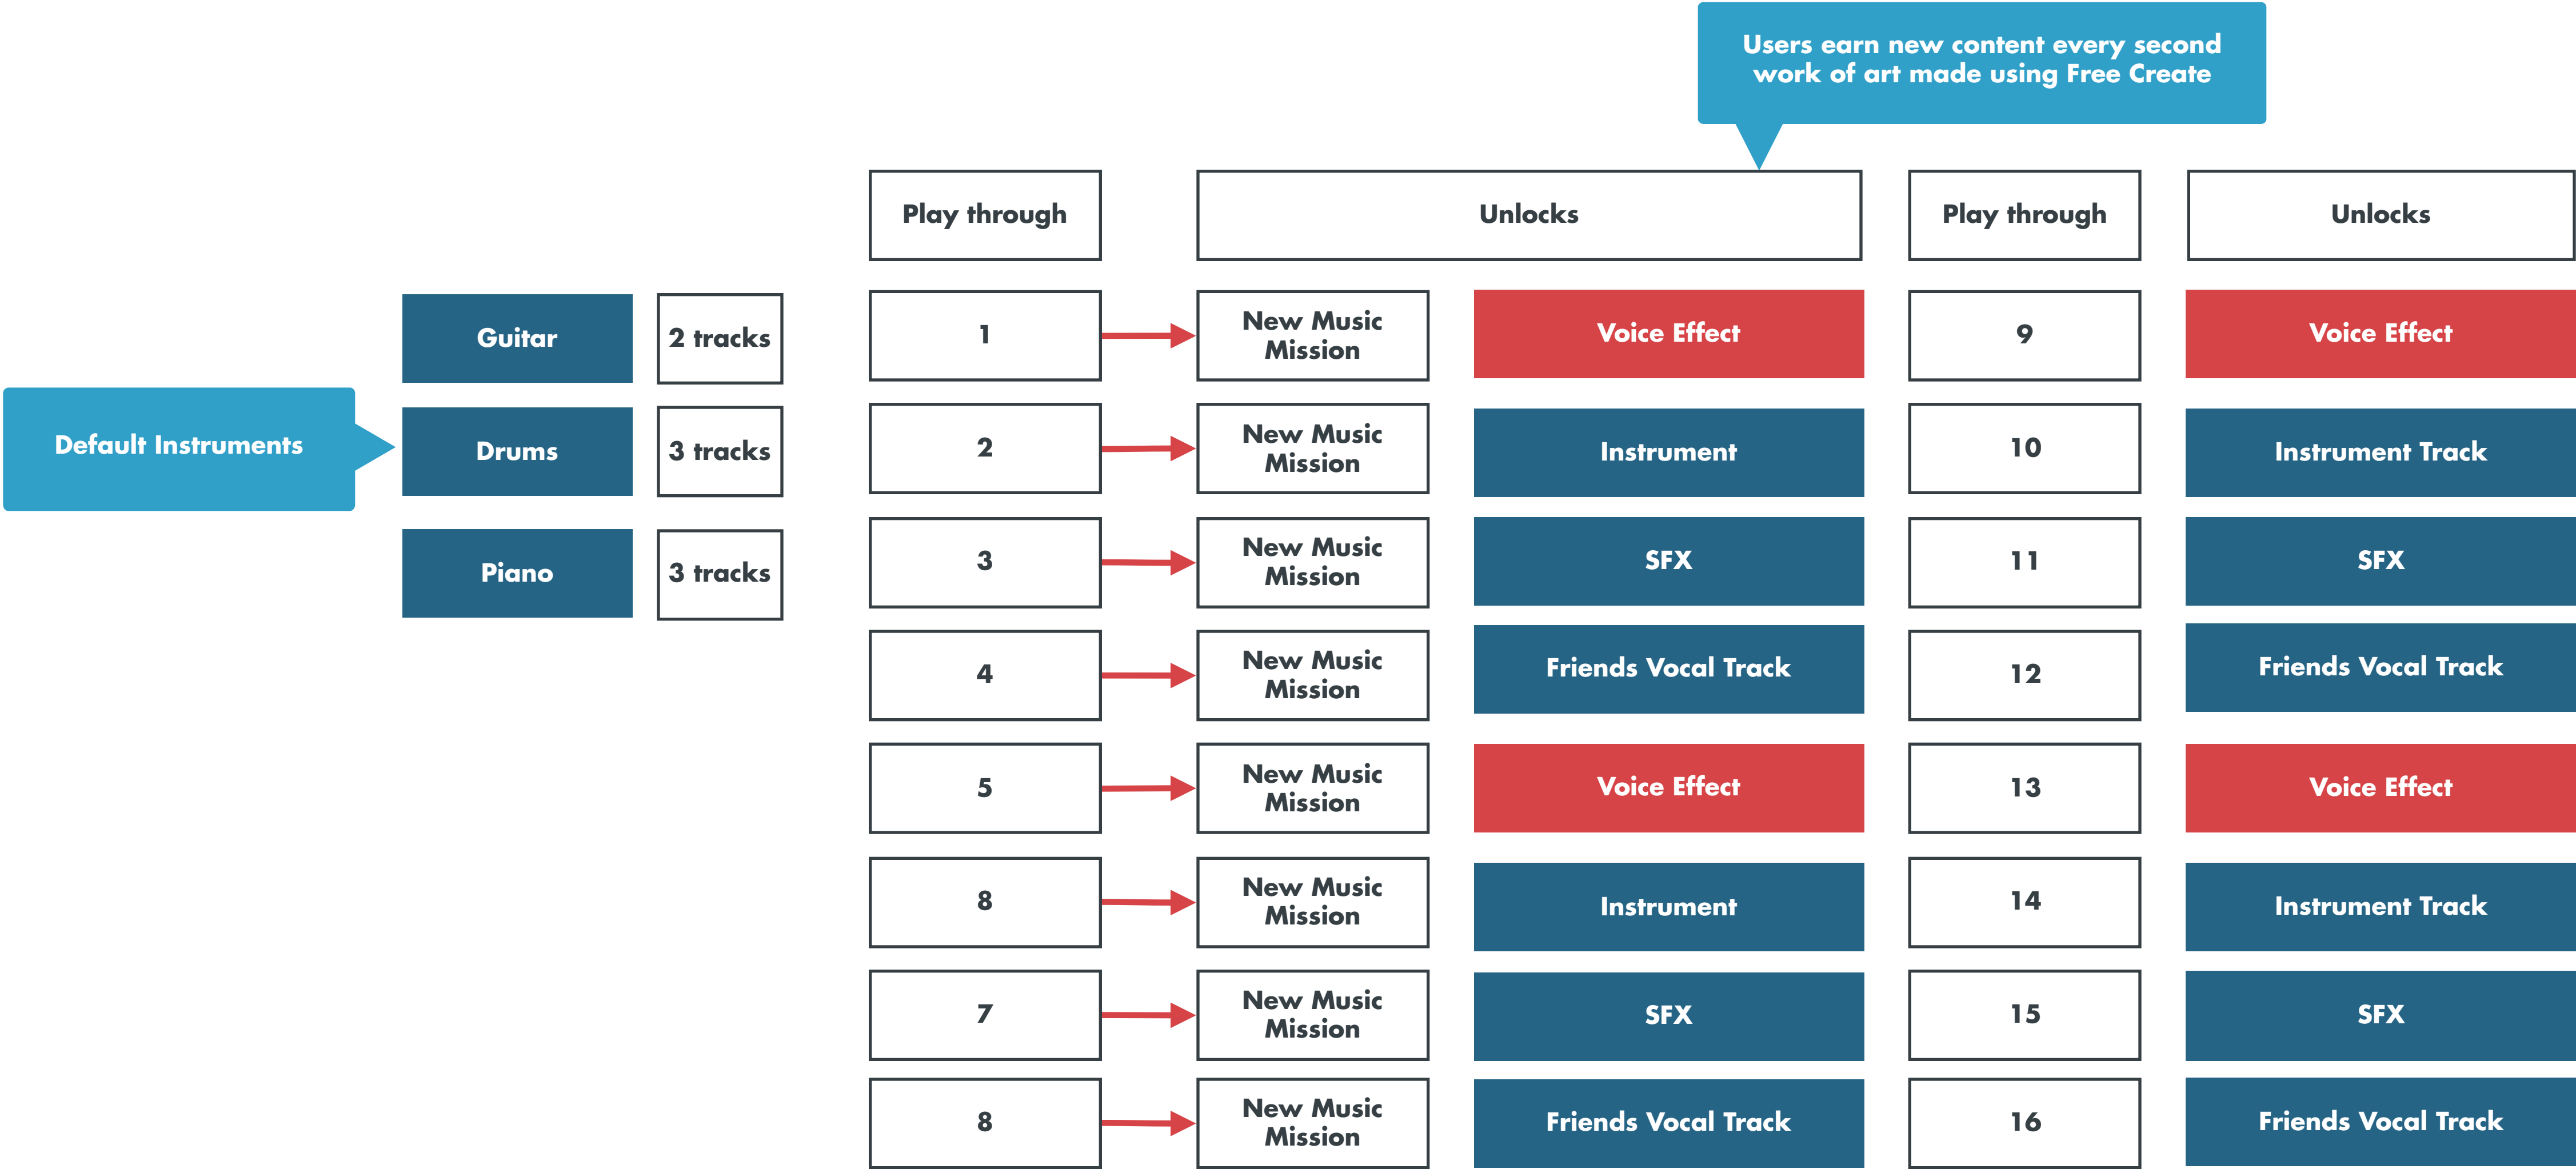 Users earn new content every second
work of art made using Free Create
Play through
Unlocks
Play through
Unlocks
Default Instruments
Guitar
2 tracks
Drums
3 tracks
Piano
3 tracks
1
New Music
Mission
Voice Effect
9
Voice Effect
2
New Music
Mission
Instrument
10
Instrument Track
3
New Music
Mission
SFX
11
SFX
4
New Music
Mission
Friends Vocal Track
12
Friends Vocal Track
5
New Music
Mission
Voice Effect
13
Voice Effect
8
New Music
Mission
Instrument
14
Instrument Track
7
New Music
Mission
SFX
15
SFX
8
New Music
Mission
Friends Vocal Track
16
Friends Vocal Track